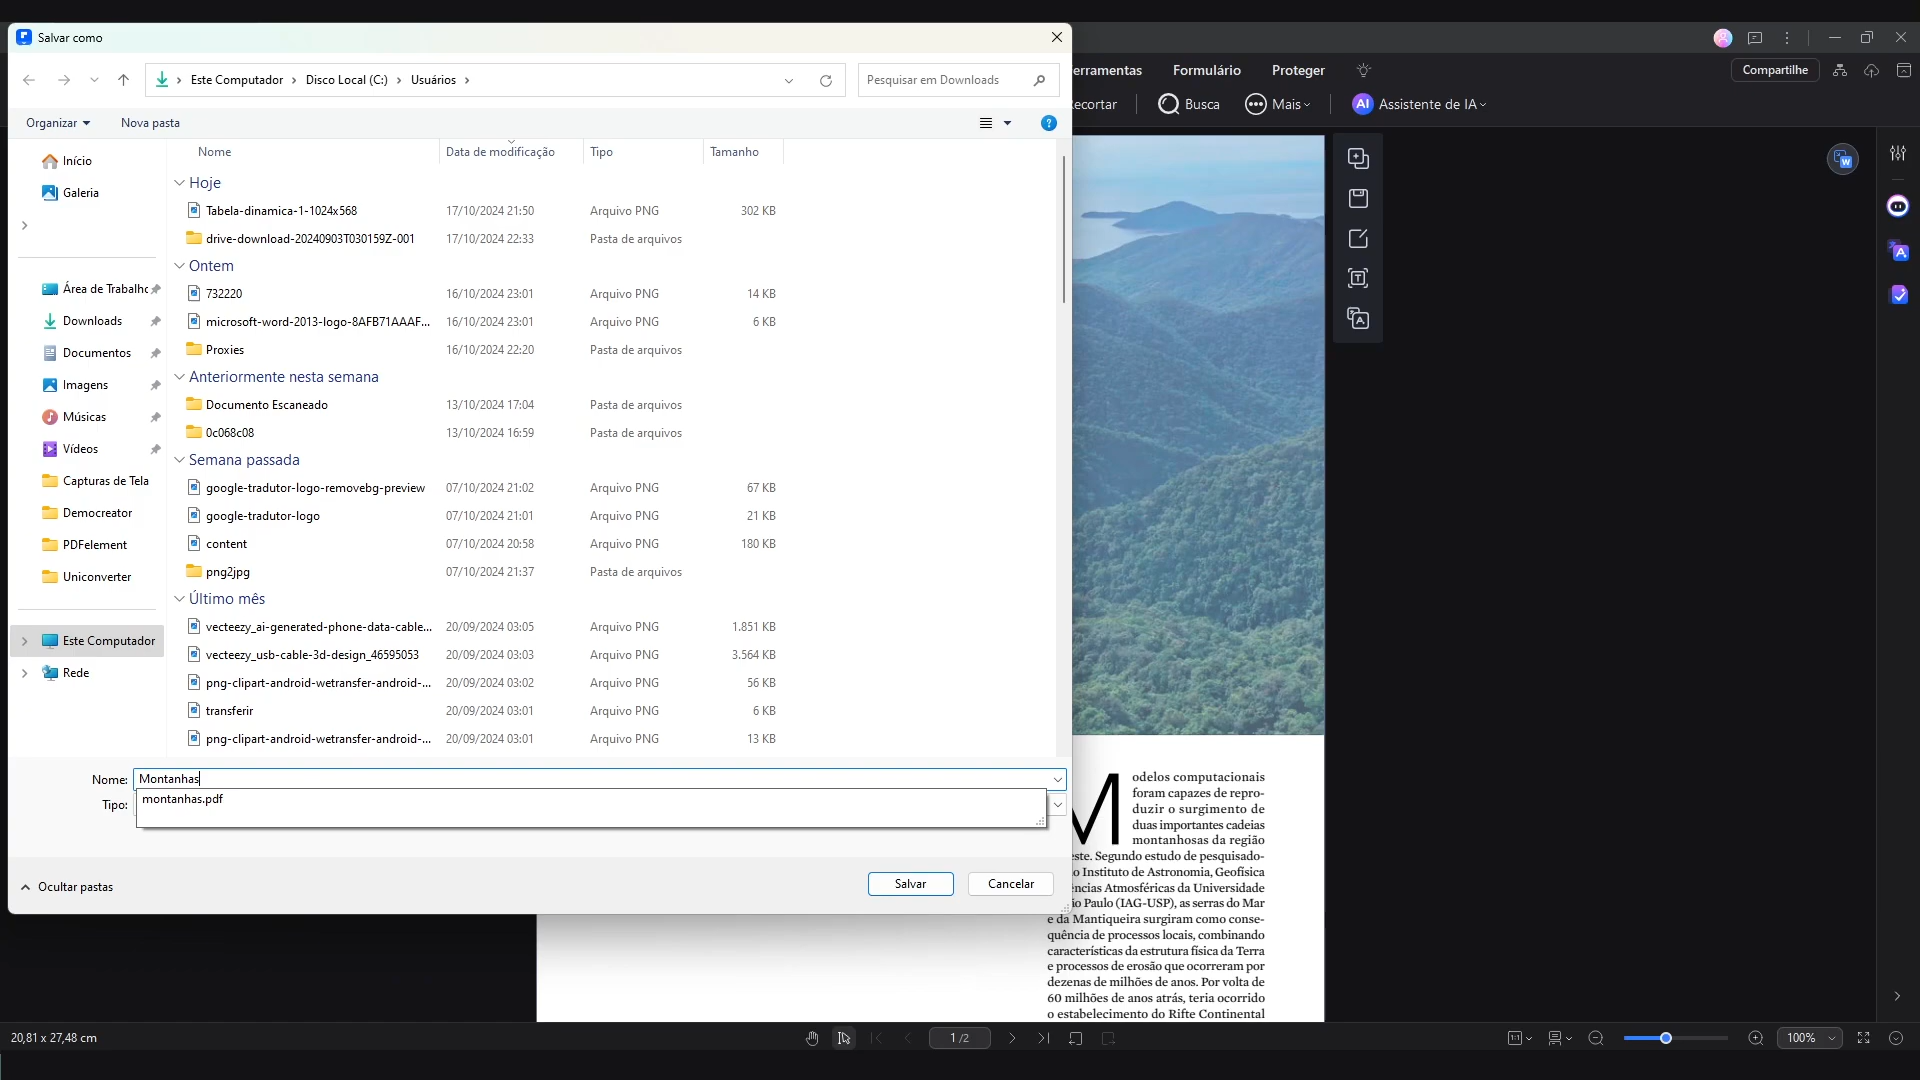 Salvar como
Este Computador > Disco Local (C:) > Usuários >
Pesquisar em Downloads
Organizar
Nova pasta
Início
Galeria
Área de Trabalho
Downloads
Documentos
Imagens
Músicas
Vídeos
Capturas de Tela
Democreator
PDFelement
Uniconverter
Este Computador
Rede
Nome Data de modificação Tipo Tamanho
Hoje
Tabela-dinamica-1-1024x568 17/10/2024 21:50 Arquivo PNG 302 KB
drive-download-20240903T030159Z-001 17/10/2024 22:33 Pasta de arquivos
Ontem
732220 16/10/2024 23:01 Arquivo PNG 14 KB
microsoft-word-2013-logo-8AFB71AAAF... 16/10/2024 23:01 Arquivo PNG 6 KB
Proxies 16/10/2024 22:20 Pasta de arquivos
Anteriormente nesta semana
Documento Escaneado 13/10/2024 17:04 Pasta de arquivos
0c068c08 13/10/2024 16:59 Pasta de arquivos
Semana passada
google-tradutor-logo-removebg-preview 07/10/2024 21:02 Arquivo PNG 67 KB
google-tradutor-logo 07/10/2024 21:01 Arquivo PNG 21 KB
content 07/10/2024 20:58 Arquivo PNG 180 KB
png2jpg 07/10/2024 21:37 Pasta de arquivos
Último mês
vecteezy_ai-generated-phone-data-cable... 20/09/2024 03:05 Arquivo PNG 1.851 KB
vecteezy_usb-cable-3d-design_46595053 20/09/2024 03:03 Arquivo PNG 3.564 KB
png-clipart-android-wetransfer-android-... 20/09/2024 03:02 Arquivo PNG 56 KB
transferir 20/09/2024 03:01 Arquivo PNG 6 KB
png-clipart-android-wetransfer-android-... 20/09/2024 03:01 Arquivo PNG 13 KB
Nome: Montanhas
montanhas.pdf
Tipo:
Ocultar pastas
Salvar
Cancelar
erramentas Formulário Proteger
Compartilhe
ecortar Busca Mais AI Assistente de IA
M
odelos computacionais
foram capazes de repro-
duzir o surgimento de
duas importantes cadeias
montanhosas da região
este. Segundo estudo de pesquisado-
o Instituto de Astronomia, Geofísica
ências Atmosféricas da Universidade
o Paulo (IAG-USP), as serras do Mar
e da Mantiqueira surgiram como conse-
quência de processos locais, combinando
características da estrutura física da Terra
e processos de erosão que ocorreram por
dezenas de milhões de anos. Por volta de
60 milhões de anos atrás, teria ocorrido
o estabelecimento do Rifte Continental
20,81 x 27,48 cm
1 /2
100%